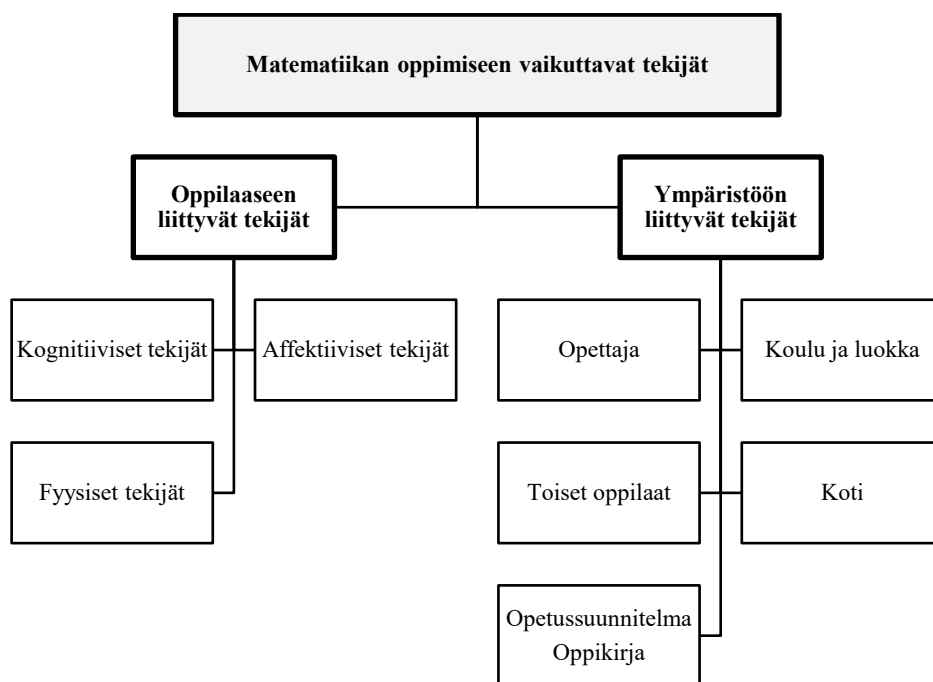 Matematiikan oppimiseen vaikuttavat tekijät
Oppilaaseen
liittyvät tekijät
Ympäristöön
liittyvät tekijät
Kognitiiviset tekijät
Affektiiviset tekijät
Opettaja
Koulu ja luokka
Fyysiset tekijät
Toiset oppilaat
Koti
Opetussuunnitelma
Oppikirja